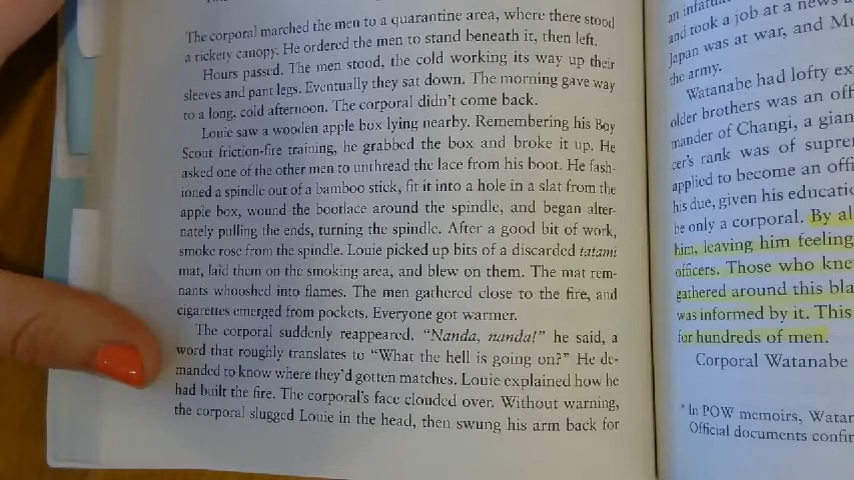 The corporal marched the men to a quarantine area, where there stood
a rickety canopy. He ordered the men to stand beneath it, then left.
Hours passed. The men stood, the cold working its way up their
sleeves and pant legs. Eventually they sat down. The morning gave way
to a long, cold afternoon. The corporal didn't come back.
Louie saw a wooden apple box lying nearby. Remembering his Boy
Scout friction-fire training, he grabbed the box and broke it up. He
asked one of the other men to unthread the lace from his boot. He fash-
ioned a spindle out of a bamboo stick, fit it into a hole in a slat from the
apple box, wound the bootlace around the spindle, and began alter-
nately pulling the ends, turning the spindle. After a good bit of work,
smoke rose from the spindle. Louie picked up bits of a discarded tatami
mat, laid them on the smoking area, and blew on them. The mat rem-
nants whooshed into flames. The men gathered close to the fire, and
cigarettes emerged from pockets. Everyone got warmer.
The corporal suddenly reappeared. "Nanda, nanda!" he said, a
word that roughly translates to "What the hell is going on?" He de-
manded to know where they'd gotten matches. Louie explained how he
had built the fire. The corporal's face clouded over. Without warning,
the corporal slugged Louie in the head, then swung his arm back for
an infatu
and took a job at a news a
Japan was at war, and Mu
the army.
Watanabe had lofty ex
older brothers was an off
mander of Changi, a gian
cer's rank was of supre
applied to become an offi
his due, given his educatio
be only a corporal. By al
him, leaving him feeling
officers. Those who knew
gathered around this bla
was informed by it. This
for hundreds of men.
Corporal Watanabe
*In POW memoirs, Watan
Official documents confir